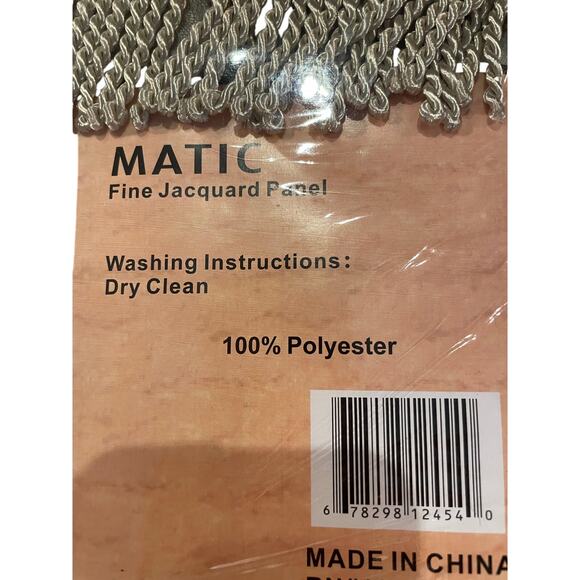 MATIC
Fine Jacquard Panel
Washing Instructions:
Dry Clean
100% Polyester
6 78298 12454 0
MADE IN CHINA